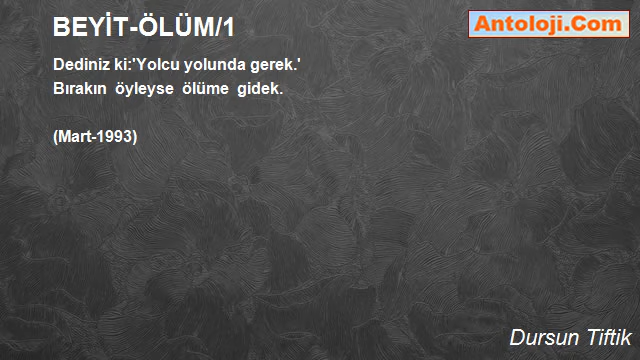 BEYİT-ÖLÜM/1
Antoloji.Com
Dediniz ki:'Yolcu yolunda gerek.'
Bırakın öyleyse ölüme gidek.
(Mart-1993)
Dursun Tiftik